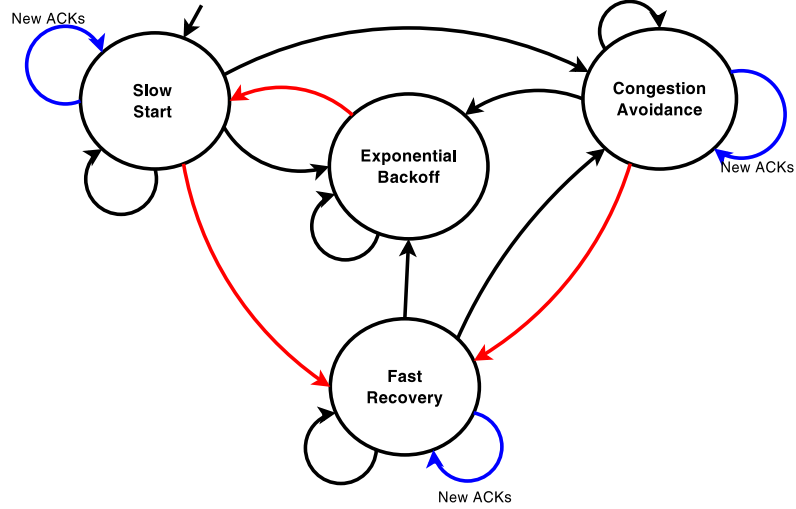 New ACKs
Slow
Start
Congestion
Avoidance
Exponential
Backoff
New ACKs
Fast
Recovery
New ACKs